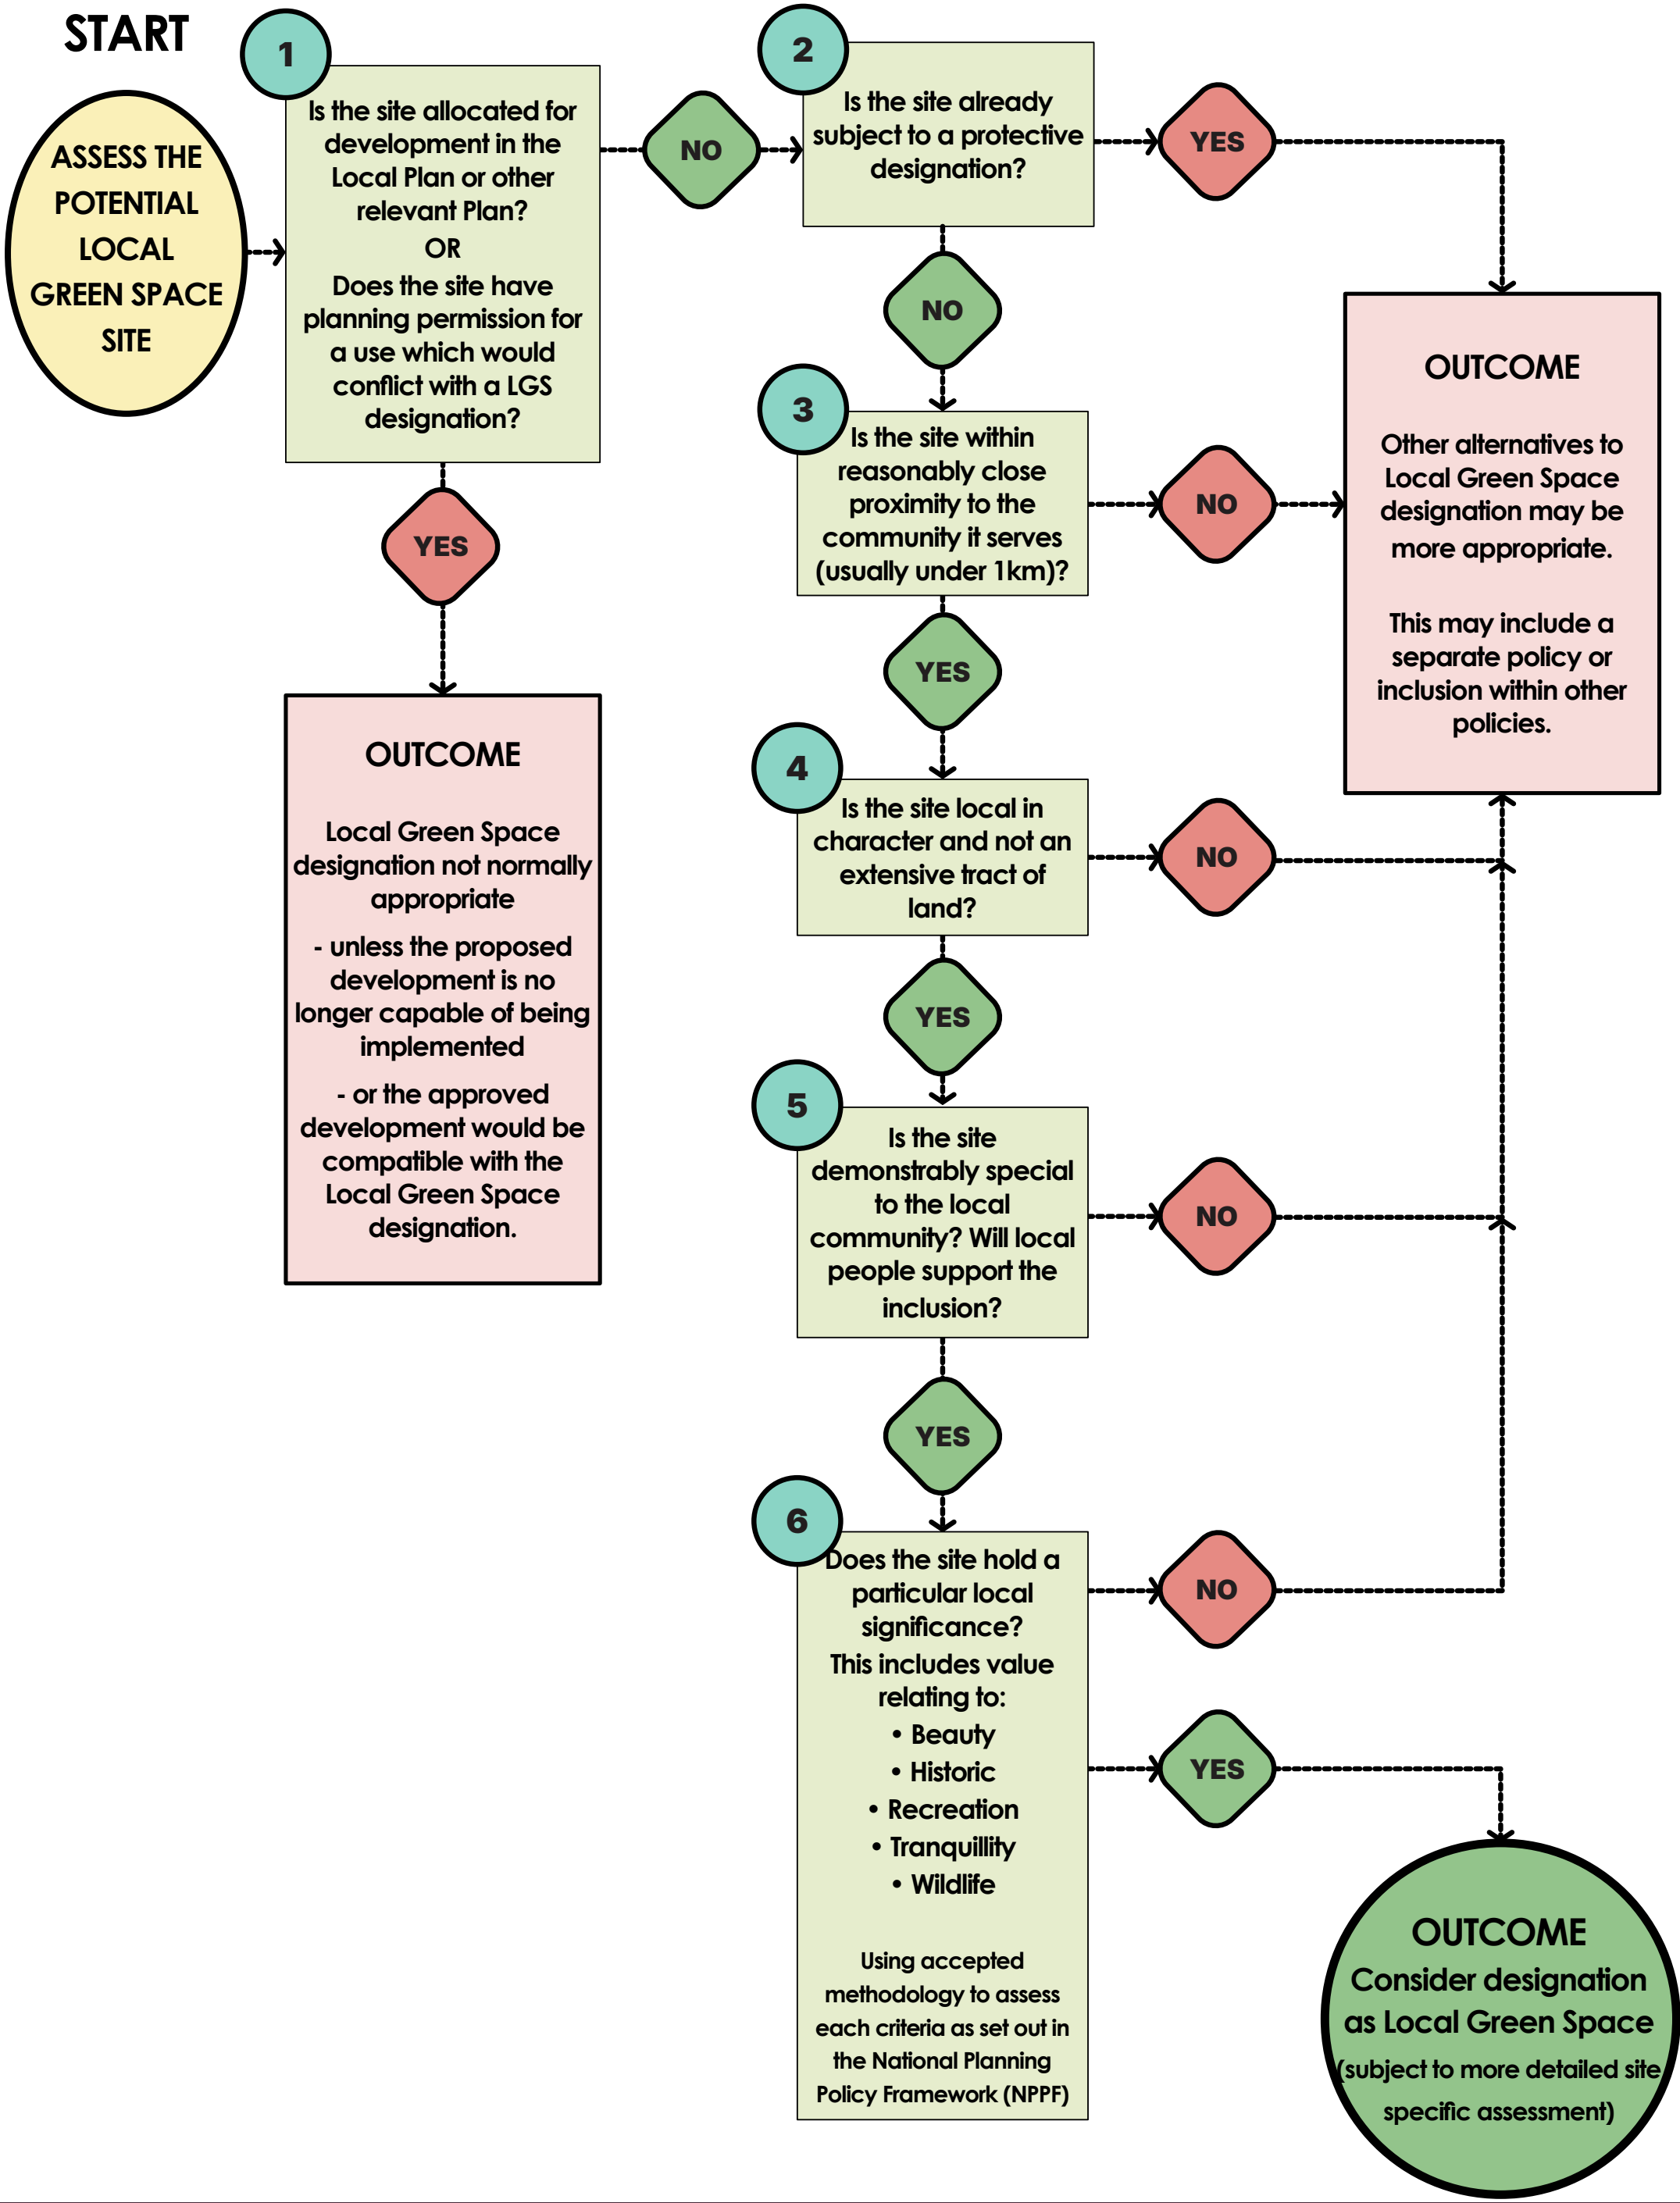 START
ASSESS THE
POTENTIAL
LOCAL
GREEN SPACE
SITE
1
Is the site allocated for
development in the
Local Plan or other
relevant Plan?
OR
Does the site have
planning permission for
a use which would
conflict with a LGS
designation?
NO
YES
OUTCOME
Local Green Space
designation not normally
appropriate
- unless the proposed
development is no
longer capable of being
implemented
- or the approved
development would be
compatible with the
Local Green Space
designation.
2
Is the site already
subject to a protective
designation?
YES
NO
3
Is the site within
reasonably close
proximity to the
community it serves
(usually under 1km)?
NO
YES
OUTCOME
Other alternatives to
Local Green Space
designation may be
more appropriate.
This may include a
separate policy or
inclusion within other
policies.
4
Is the site local in
character and not an
extensive tract of
land?
NO
YES
5
Is the site
demonstrably special
to the local
community? Will local
people support the
inclusion?
NO
YES
6
Does the site hold a
particular local
significance?
This includes value
relating to:
• Beauty
• Historic
• Recreation
• Tranquillity
• Wildlife
Using accepted
methodology to assess
each criteria as set out in
the National Planning
Policy Framework (NPPF)
NO
YES
OUTCOME
Consider designation
as Local Green Space
(subject to more detailed site
specific assessment)